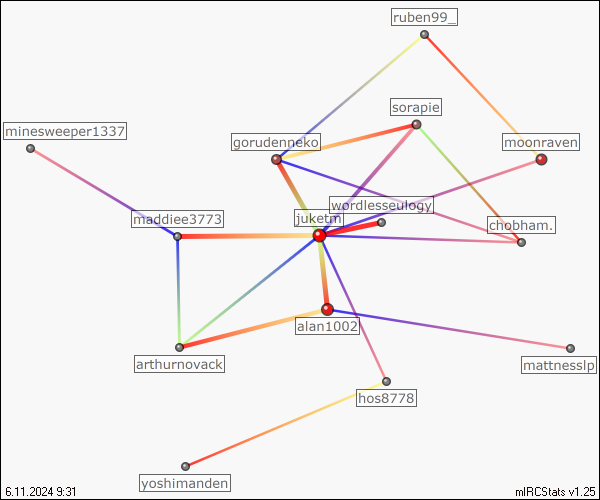 ruben99_
sorapie
minesweeper1337
gorudenneko
moonraven
wordlesseulogy
maddiee3773
juketm
chobham.
alan1002
arthurnovack
mattnesslp
hos8778
yoshimanden
6.11.2024 9:31
mIRCStats v1.25